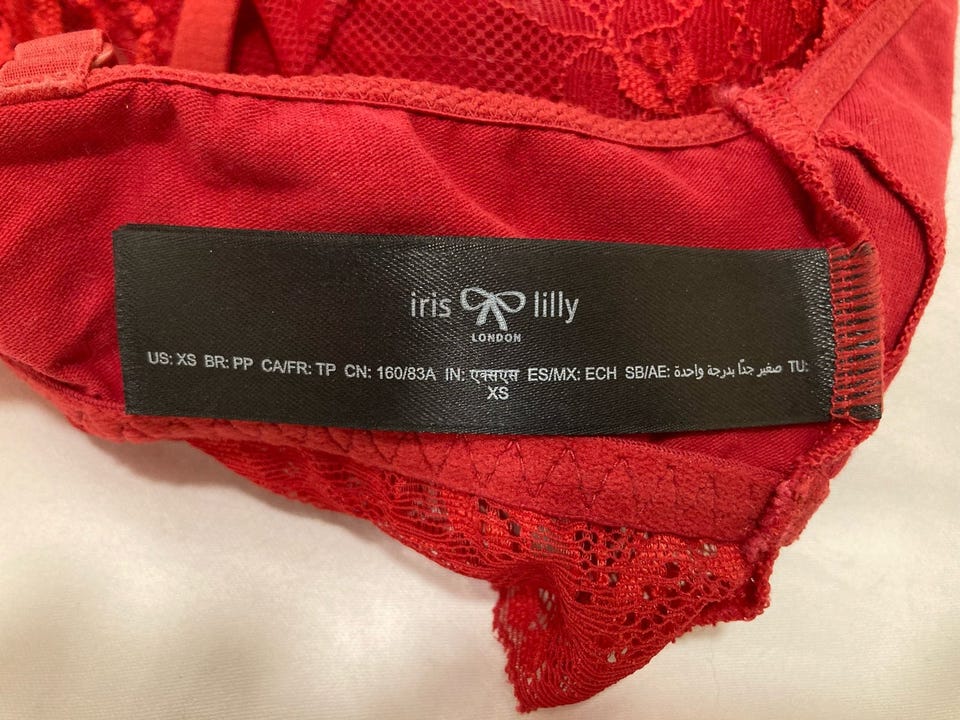 iris lilly
LONDON
US: XS BR: PP CA/FR: TP CN: 160/83A IN: एक्सएस ES/MX: ECH SB/AE: صغير جدًا بدرجة واحدة TU:
XS